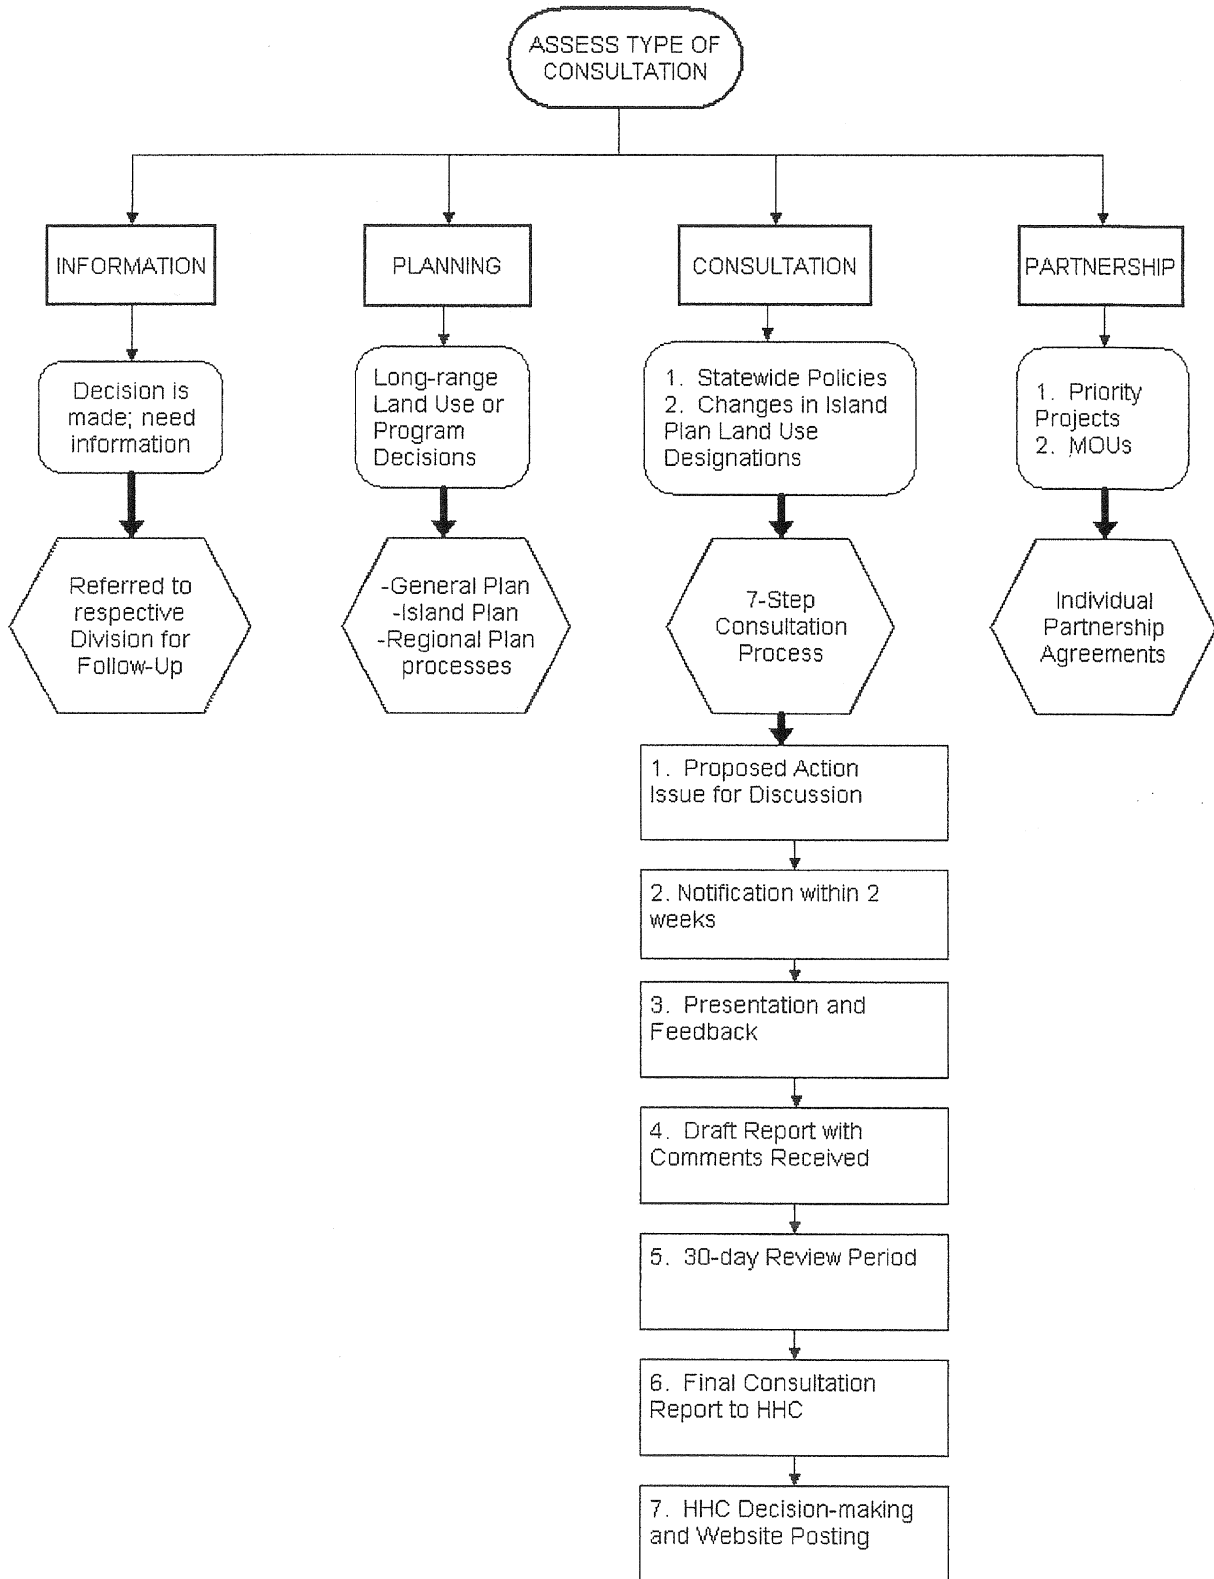 ASSESS TYPE OF
CONSULTATION
INFORMATION
PLANNING
CONSULTATION
PARTNERSHIP
Decision is
made; need
information
Long-range
Land Use or
Program
Decisions
1. Statewide Policies
2. Changes in Island
Plan Land Use
Designations
1. Priority
Projects
2. MOUs
Referred to
respective
Division for
Follow-Up
-General Plan
-Island Plan
-Regional Plan
processes
7-Step
Consultation
Process
Individual
Partnership
Agreements
1. Proposed Action
Issue for Discussion
2. Notification within 2
weeks
3. Presentation and
Feedback
4. Draft Report with
Comments Received
5. 30-day Review Period
6. Final Consultation
Report to HHC
7. HHC Decision-making
and Website Posting